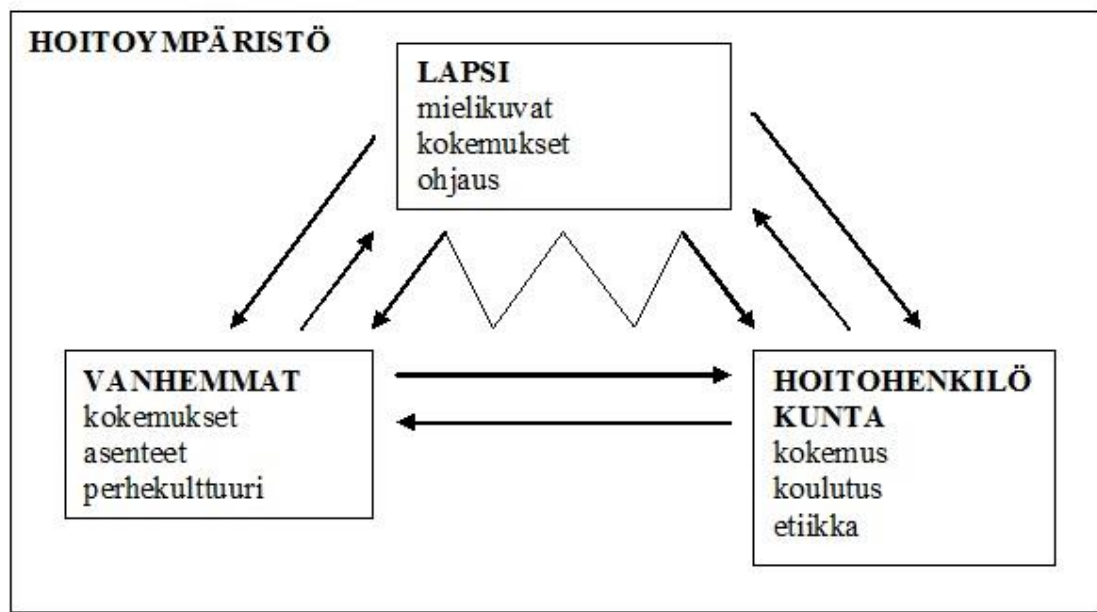 HOITOYMPÄRISTÖ
LAPSI
mielikuvat
kokemukset
ohjaus
VANHEMMAT
kokemukset
asenteet
perhekulttuuri
HOITOHENKILÖ
KUNTA
kokemus
koulutus
etiikka